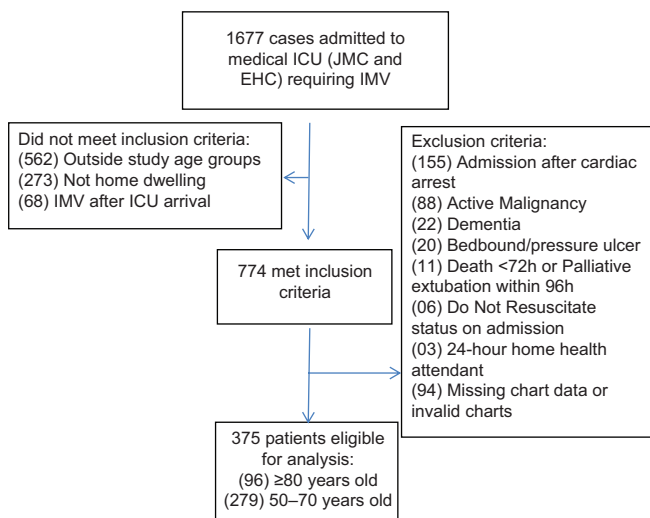 1677 cases admitted to
medical ICU (JMC and
EHC) requiring IMV
Did not meet inclusion criteria:
(562) Outside study age groups
(273) Not home dwelling
(68) IMV after ICU arrival
Exclusion criteria:
(155) Admission after cardiac
arrest
(88) Active Malignancy
(22) Dementia
(20) Bedbound/pressure ulcer
(11) Death <72h or Palliative
extubation within 96h
(06) Do Not Resuscitate
status on admission
(03) 24-hour home health
attendant
(94) Missing chart data or
invalid charts
774 met inclusion
criteria
375 patients eligible
for analysis:
(96) ≥80 years old
(279) 50–70 years old